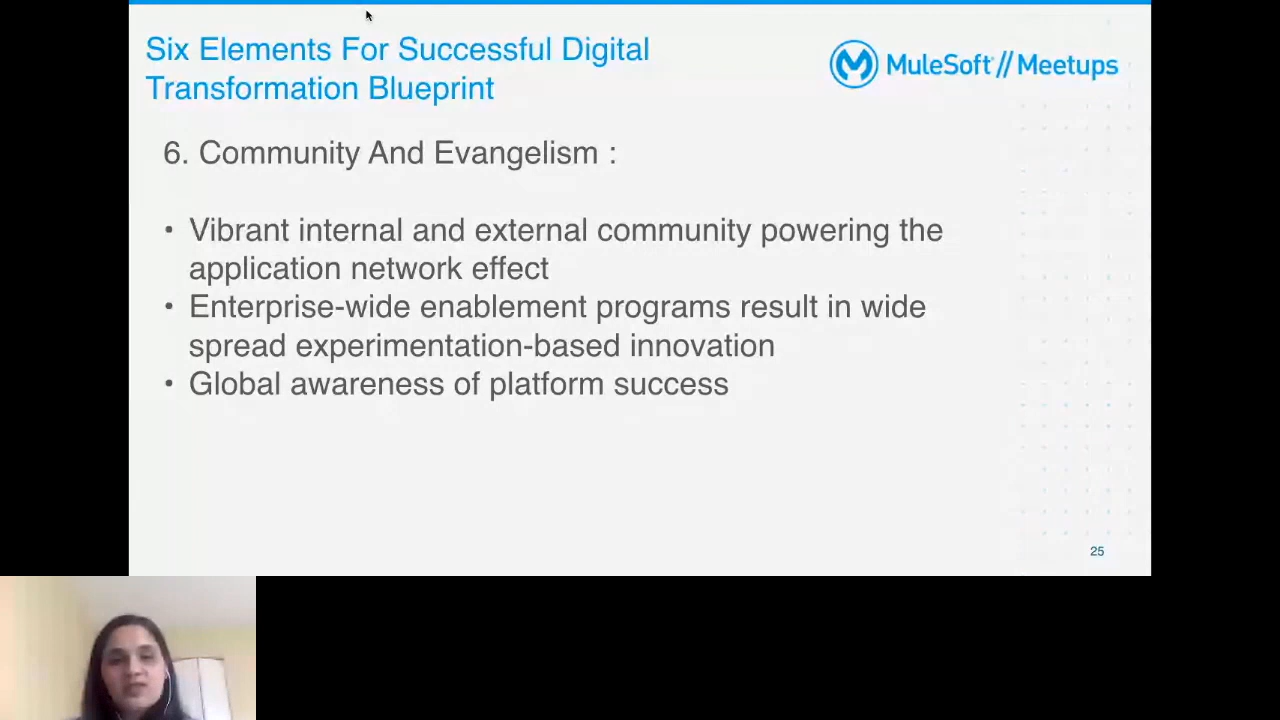 Six Elements For Successful Digital
Transformation Blueprint
MuleSoft // Meetups
6. Community And Evangelism :
• Vibrant internal and external community powering the
application network effect
• Enterprise-wide enablement programs result in wide
spread experimentation-based innovation
• Global awareness of platform success
25